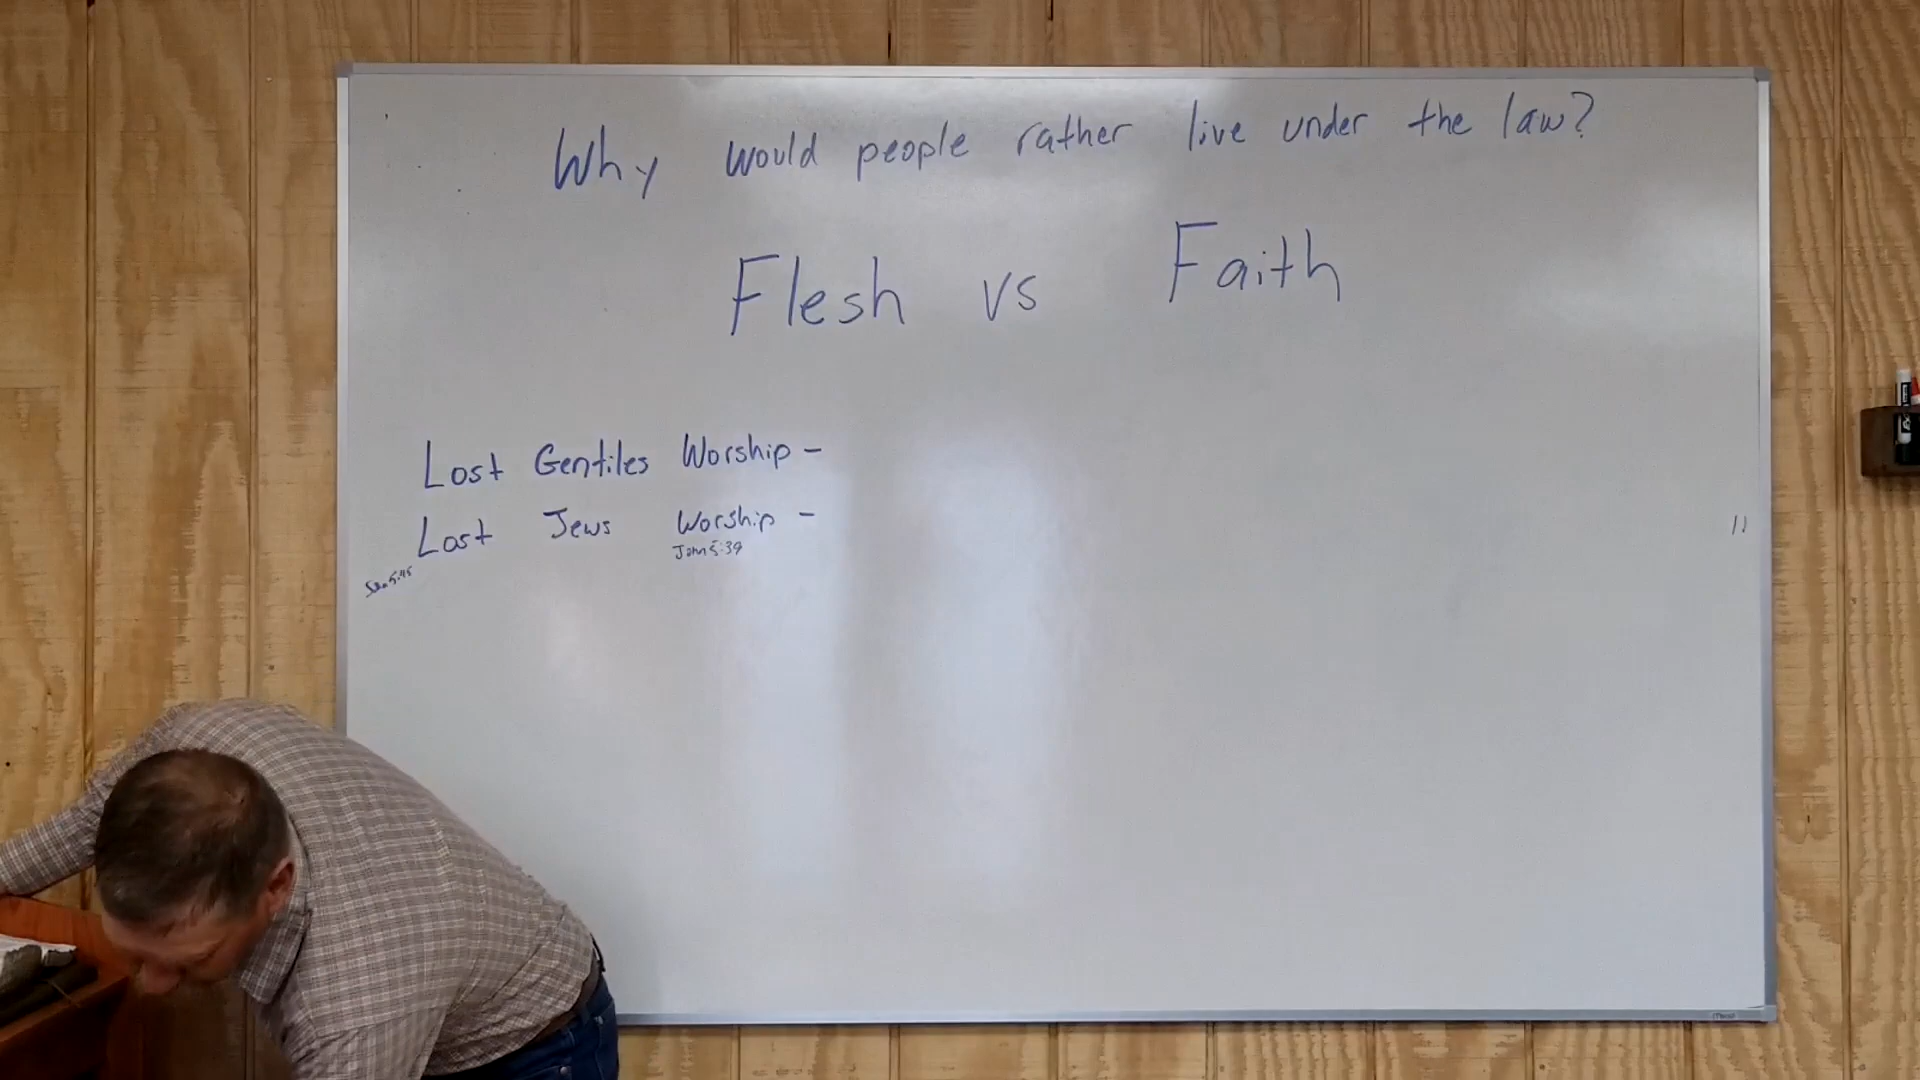 Why would people rather live under the law?
Flesh vs Faith
Lost Gentiles Worship -
Lost Jews Worship -
John 5:39